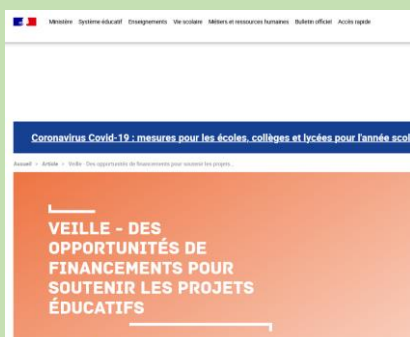 Ministère Système éducatif Enseignements Vie scolaire Métiers et ressources humaines Bulletin officiel Accès rapide
Coronavirus Covid-19 : mesures pour les écoles, collèges et lycées pour l'année scol
Accueil > Article > Veille - Des opportunités de financements pour soutenir les projets...
VEILLE - DES
OPPORTUNITÉS DE
FINANCEMENTS POUR
SOUTENIR LES PROJETS
ÉDUCATIFS